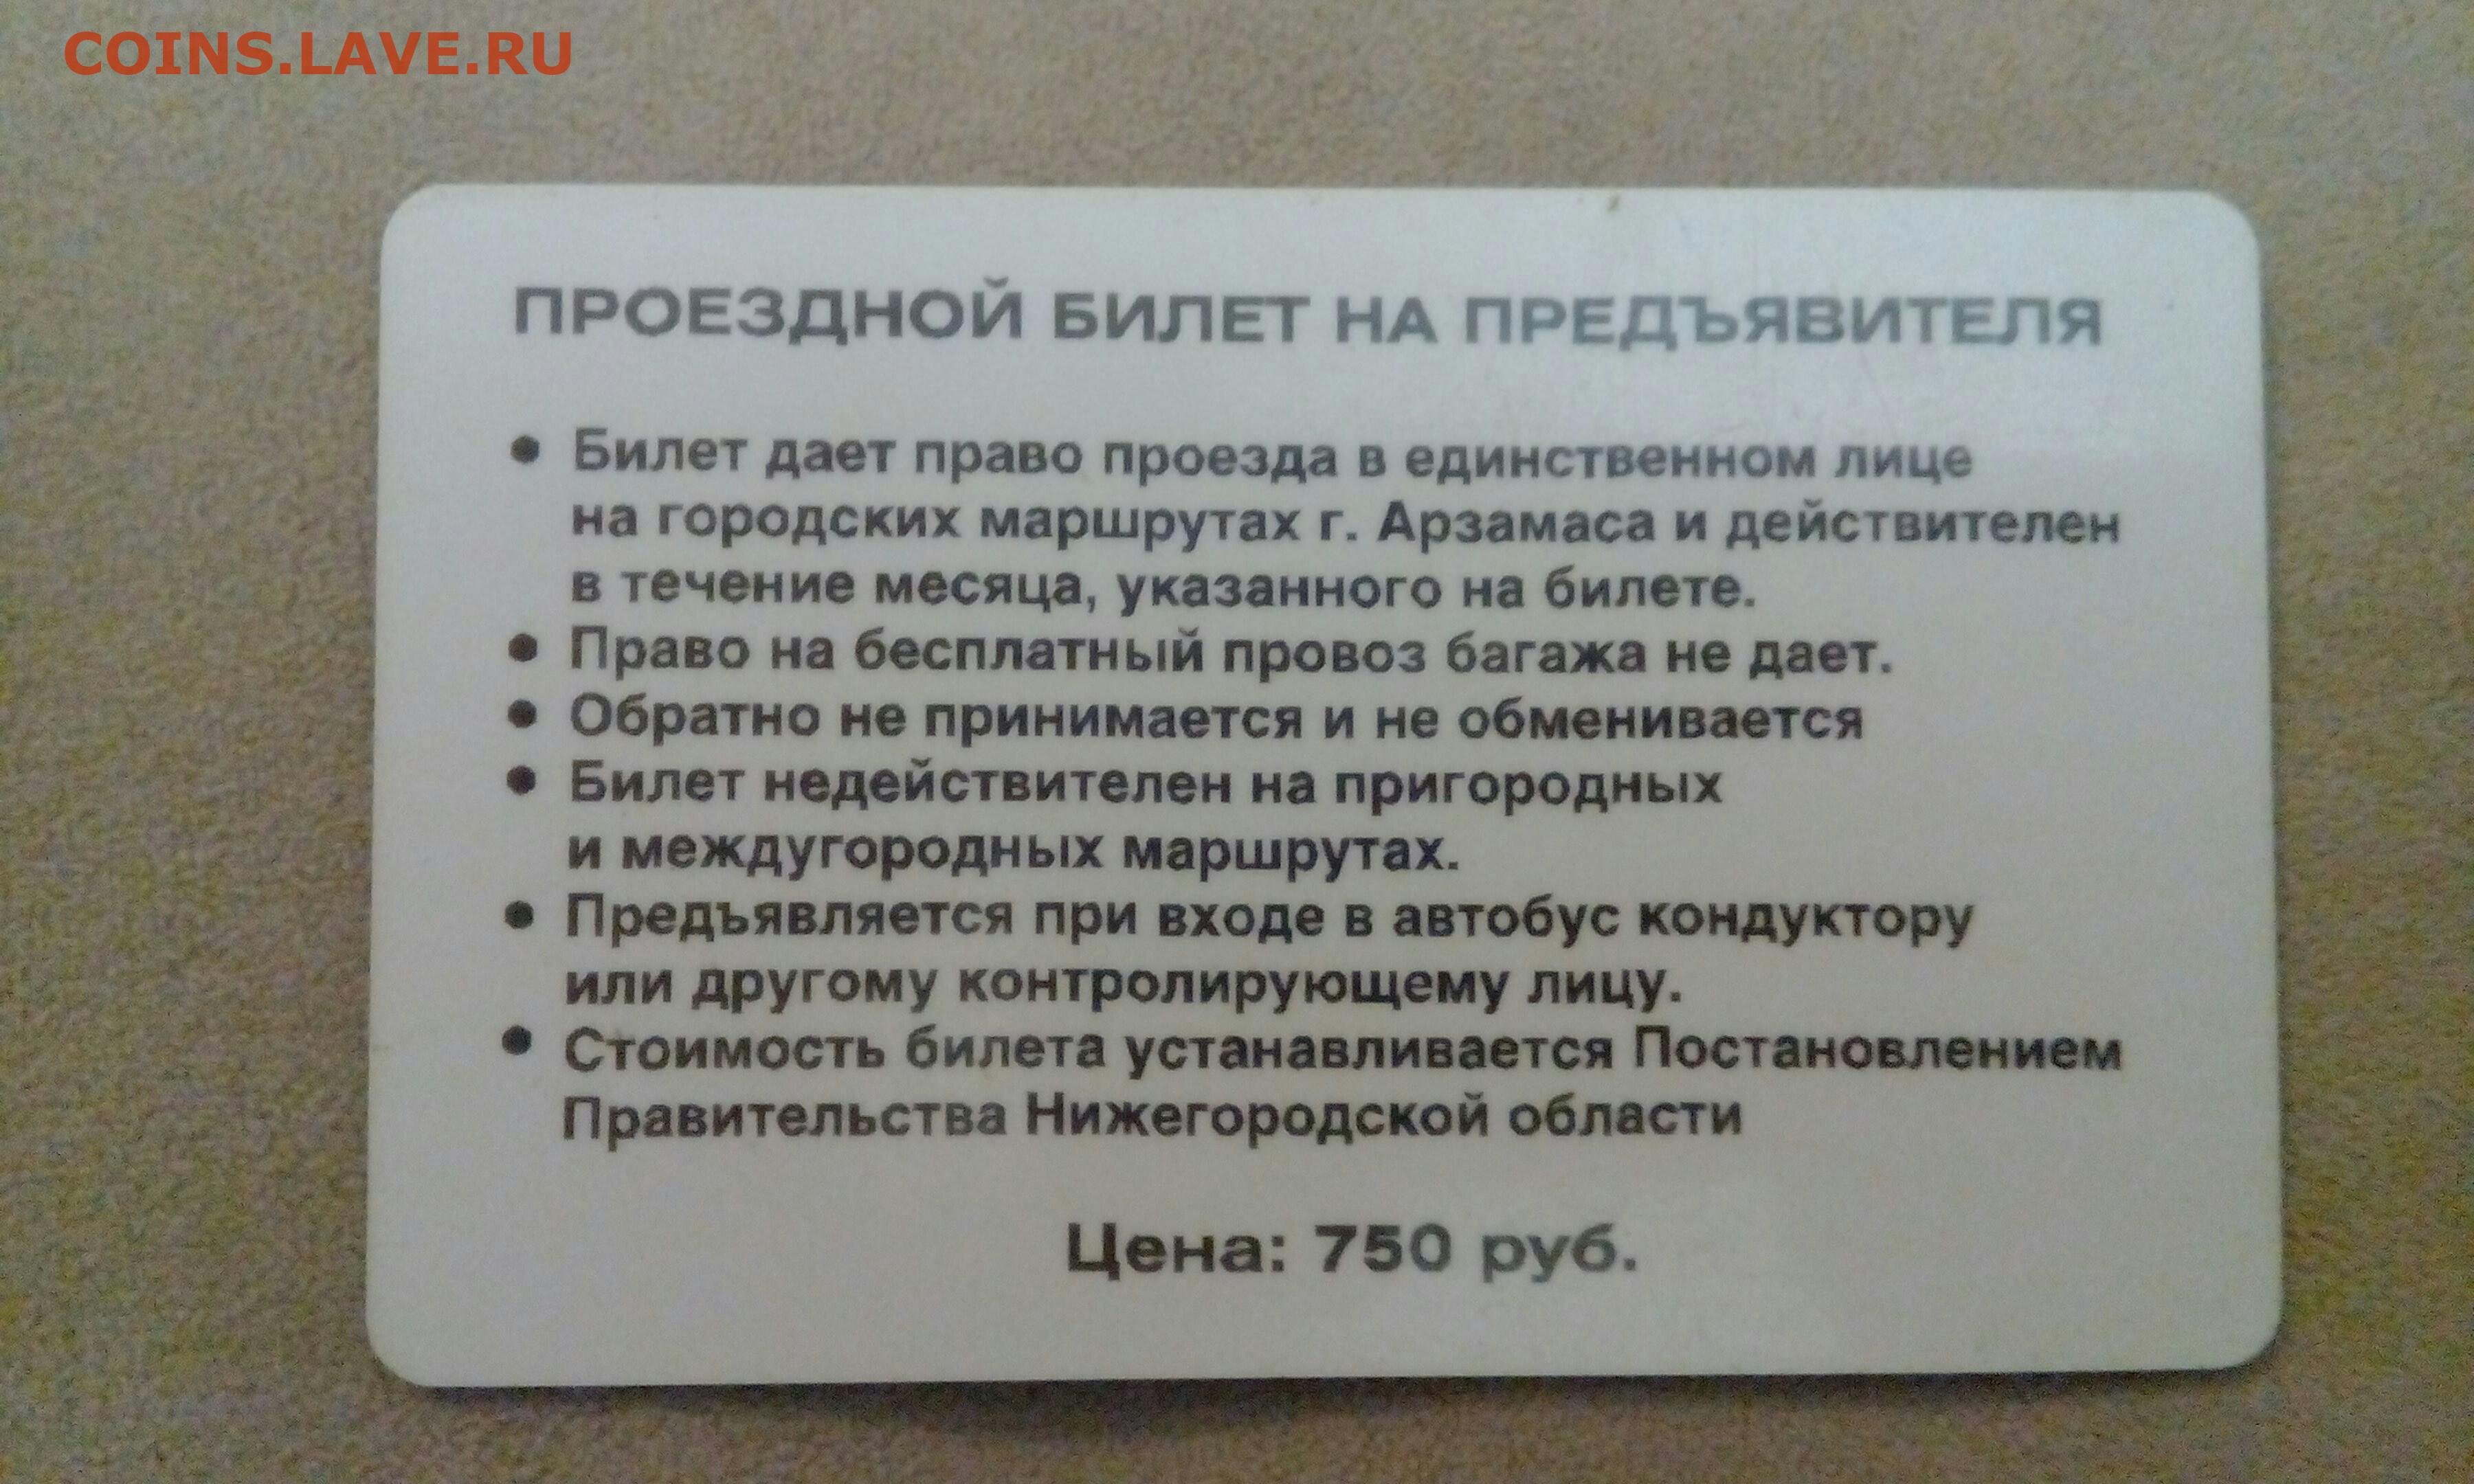 COINS.LAVE.RU
ПРОЕЗДНОЙ БИЛЕТ НА ПРЕДЪЯВИТЕЛЯ
• Билет дает право проезда в единственном лице
на городских маршрутах г. Арзамаса и действителен
в течение месяца, указанного на билете.
• Право на бесплатный провоз багажа не дает.
• Обратно не принимается и не обменивается
• Билет недействителен на пригородных
и междугородных маршрутах.
• Предъявляется при входе в автобус кондуктору
или другому контролирующему лицу.
• Стоимость билета устанавливается Постановлением
Правительства Нижегородской области
Цена: 750 руб.